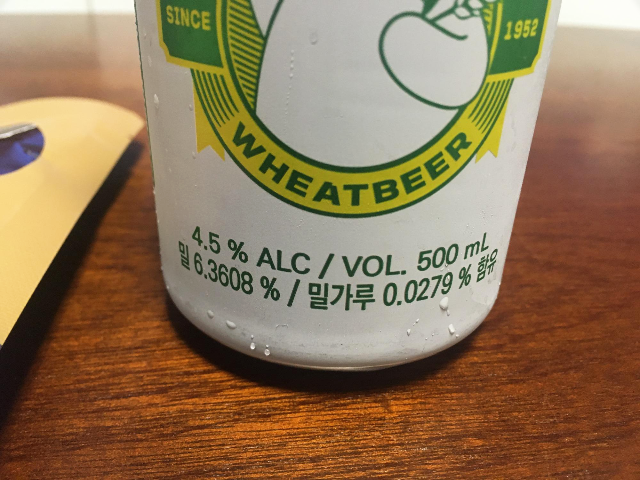 SINCE
1952
WHEATBEER
4.5 % ALC / VOL. 500 mL
밀 6.3608 % / 밀가루 0.0279 % 함유